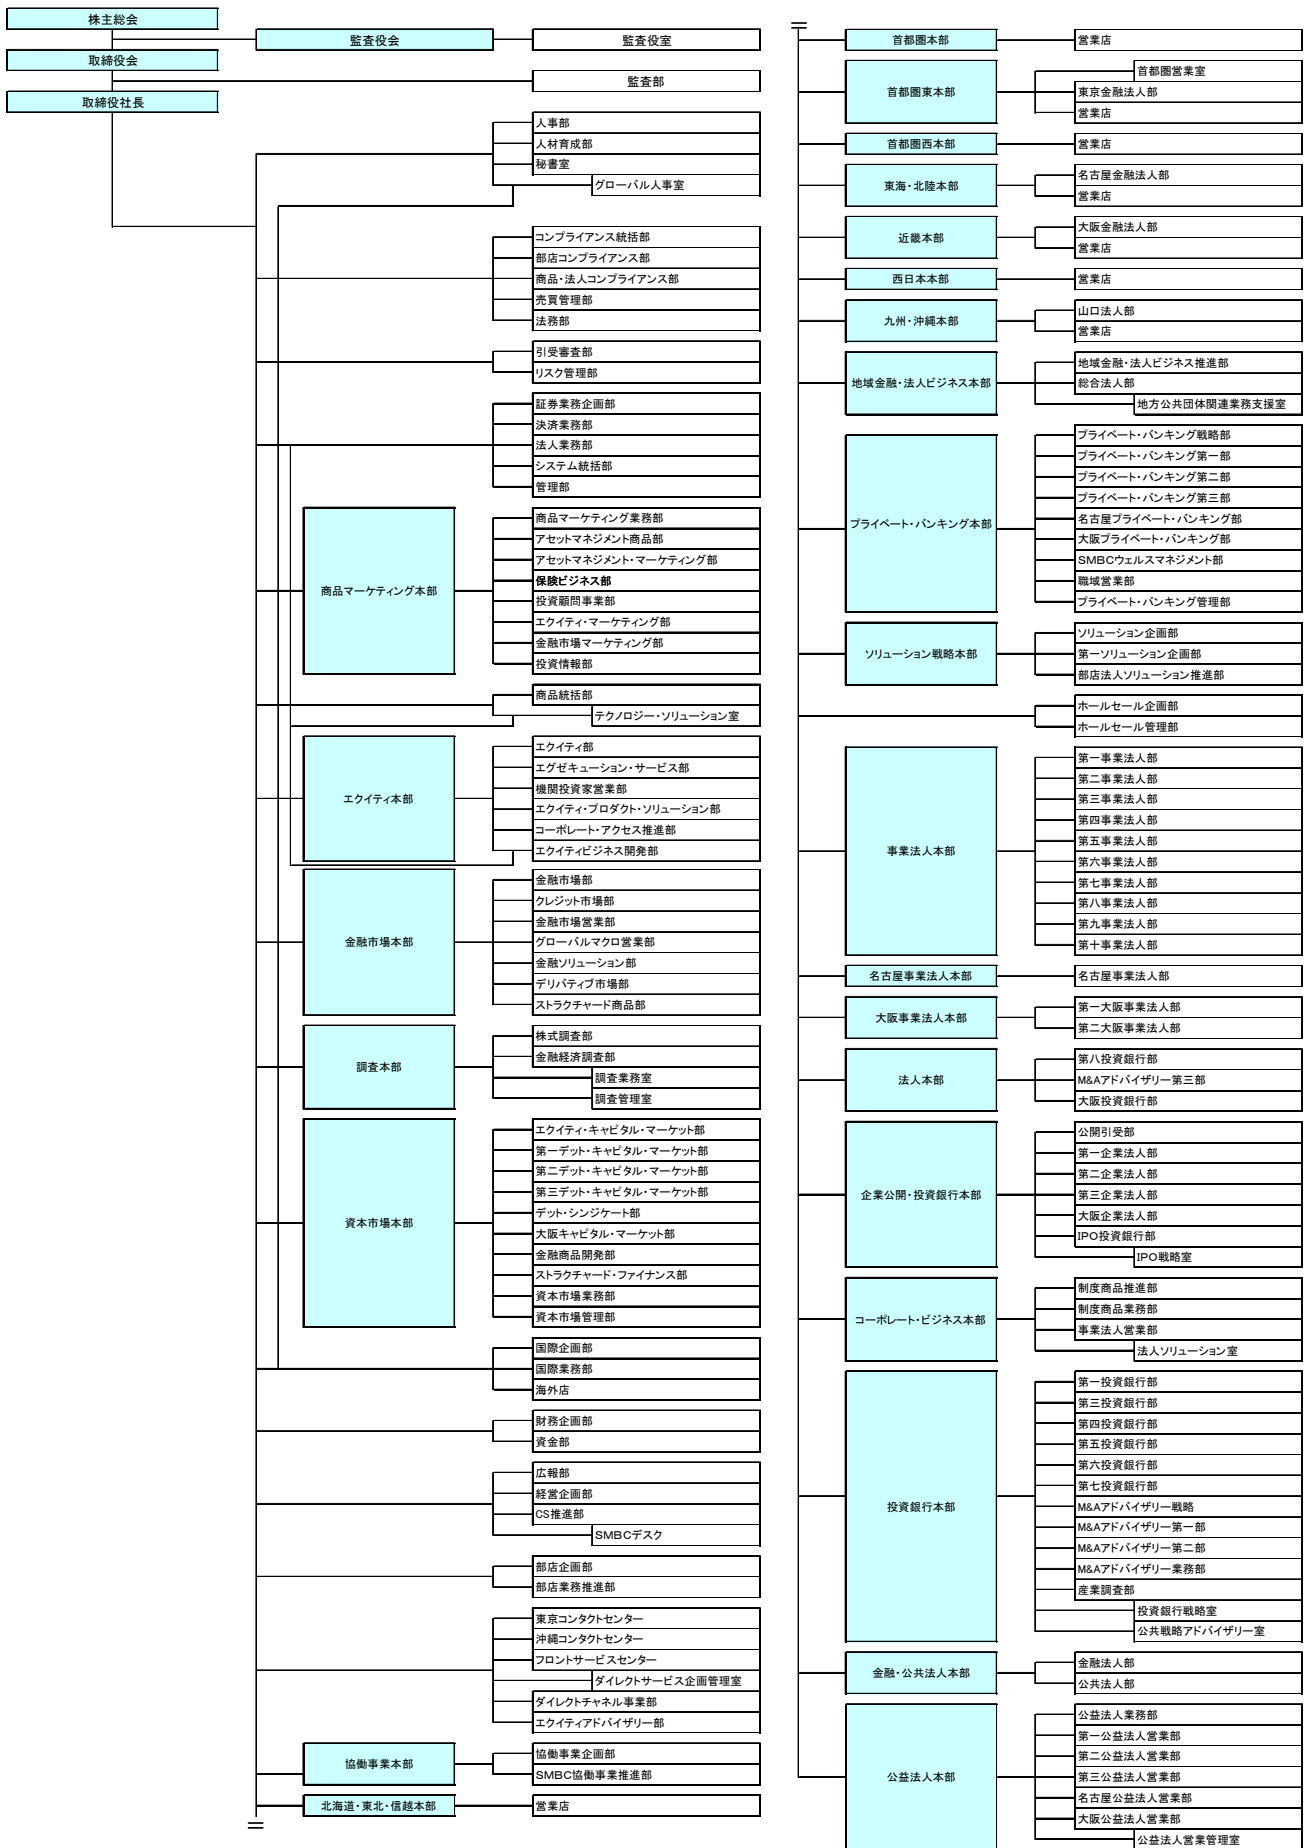 株主総会
監査役会
監査役室
取締役会
監査部
取締役社長
人事部
人材育成部
秘書室
グローバル人事室
コンプライアンス統括部
部店コンプライアンス部
商品・法人コンプライアンス部
売買管理部
法務部
引受審査部
リスク管理部
証券業務企画部
決済業務部
法人業務部
システム統括部
管理部
商品マーケティング本部
商品マーケティング業務部
アセットマネジメント商品部
アセットマネジメント・マーケティング部
保険ビジネス部
投資顧問事業部
エクイティ・マーケティング部
金融市場マーケティング部
投資情報部
商品統括部
テクノロジー・ソリューション室
エクイティ本部
エクイティ部
エグゼキューション・サービス部
機関投資家営業部
エクイティ・プロダクト・ソリューション部
コーポレート・アクセス推進部
エクイティビジネス開発部
金融市場本部
金融市場部
クレジット市場部
金融市場営業部
グローバルマクロ営業部
金融ソリューション部
デリバティブ市場部
ストラクチャード商品部
調査本部
株式調査部
金融経済調査部
調査業務室
調査管理室
資本市場本部
エクイティ・キャピタル・マーケット部
第一デット・キャピタル・マーケット部
第二デット・キャピタル・マーケット部
第三デット・キャピタル・マーケット部
デット・シンジケート部
大阪キャピタル・マーケット部
金融商品開発部
ストラクチャード・ファイナンス部
資本市場業務部
資本市場管理部
国際企画部
国際業務部
海外店
財務企画部
資金部
広報部
経営企画部
CS推進部
SMBCデスク
部店企画部
部店業務推進部
東京コンタクトセンター
沖縄コンタクトセンター
フロントサービスセンター
ダイレクトサービス企画管理室
ダイレクトチャネル事業部
エクイティアドバイザリー部
協働事業本部
協働事業企画部
SMBC協働事業推進部
北海道・東北・信越本部
営業店
首都圏本部
営業店
首都圏東本部
首都圏営業室
東京金融法人部
営業店
首都圏西本部
営業店
東海・北陸本部
名古屋金融法人部
営業店
近畿本部
大阪金融法人部
営業店
西日本本部
営業店
九州・沖縄本部
山口法人部
営業店
地域金融・法人ビジネス本部
地域金融・法人ビジネス推進部
総合法人部
地方公共団体関連業務支援室
プライベート・バンキング本部
プライベート・バンキング戦略部
プライベート・バンキング第一部
プライベート・バンキング第二部
プライベート・バンキング第三部
名古屋プライベート・バンキング部
大阪プライベート・バンキング部
SMBCウェルスマネジメント部
職域営業部
プライベート・バンキング管理部
ソリューション戦略本部
ソリューション企画部
第一ソリューション企画部
部店法人ソリューション推進部
ホールセール企画部
ホールセール管理部
事業法人本部
第一事業法人部
第二事業法人部
第三事業法人部
第四事業法人部
第五事業法人部
第六事業法人部
第七事業法人部
第八事業法人部
第九事業法人部
第十事業法人部
名古屋事業法人本部
名古屋事業法人部
大阪事業法人本部
第一大阪事業法人部
第二大阪事業法人部
法人本部
第八投資銀行部
M&Aアドバイザリー第三部
大阪投資銀行部
企業公開・投資銀行本部
公開引受部
第一企業法人部
第二企業法人部
第三企業法人部
大阪企業法人部
IPO投資銀行部
IPO戦略室
コーポレート・ビジネス本部
制度商品推進部
制度商品業務部
事業法人営業部
法人ソリューション室
投資銀行本部
第一投資銀行部
第三投資銀行部
第四投資銀行部
第五投資銀行部
第六投資銀行部
第七投資銀行部
M&Aアドバイザリー戦略
M&Aアドバイザリー第一部
M&Aアドバイザリー第二部
M&Aアドバイザリー業務部
産業調査部
投資銀行戦略室
公共戦略アドバイザリー室
金融・公共法人本部
金融法人部
公共法人部
公益法人本部
公益法人業務部
第一公益法人営業部
第二公益法人営業部
第三公益法人営業部
名古屋公益法人営業部
大阪公益法人営業部
公益法人営業管理室